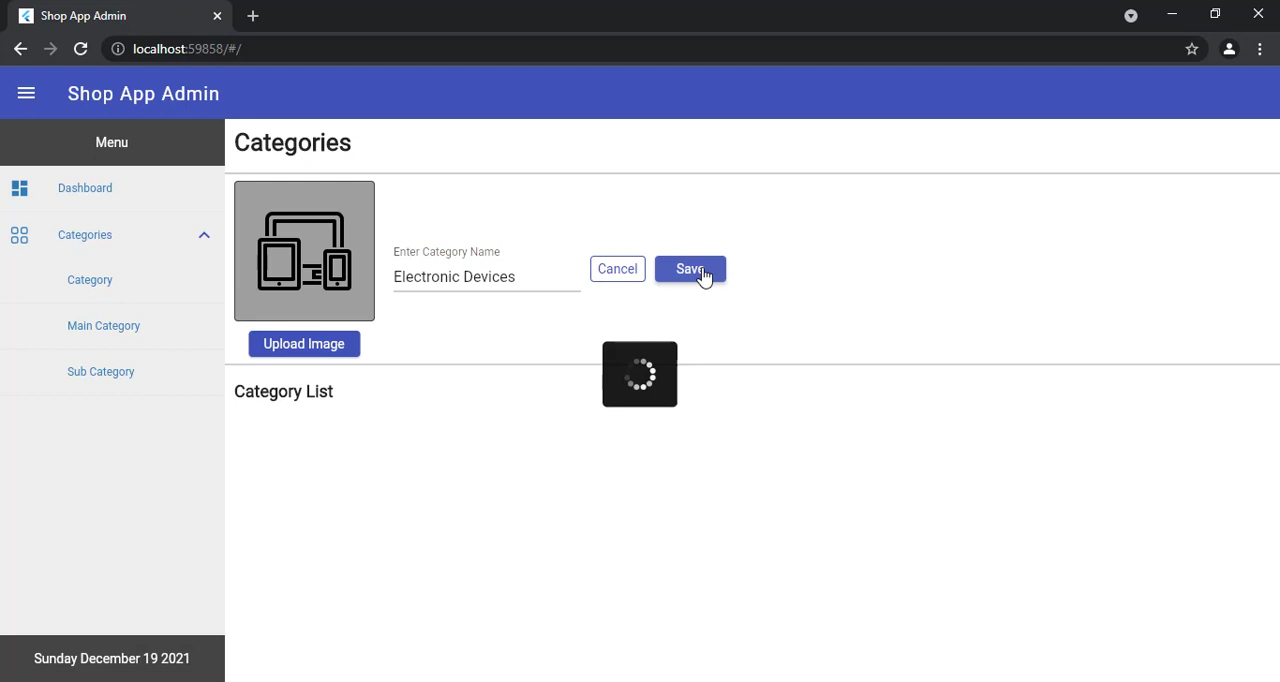 Shop App Admin
localhost:59858/#/
Shop App Admin
Menu
Dashboard
Categories
Category
Main Category
Sub Category
Sunday December 19 2021
Categories
Enter Category Name
Electronic Devices
Cancel
Save
Upload Image
Category List